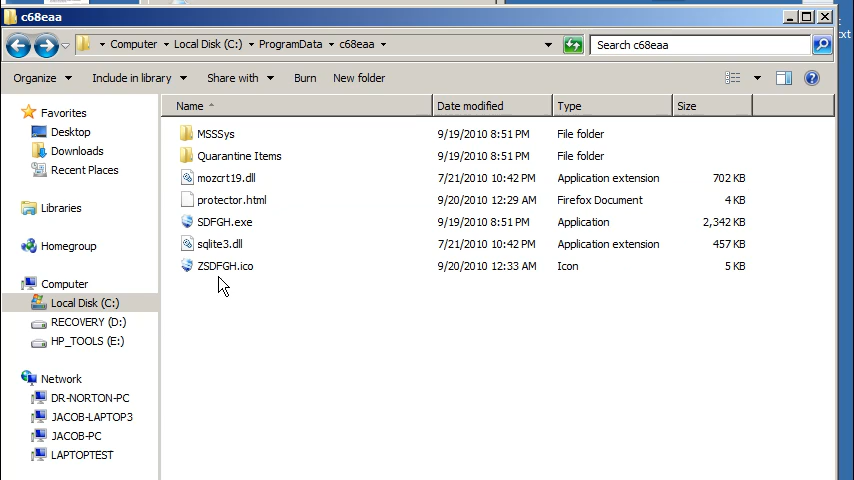 c68eaa
Computer Local Disk (C:) ProgramData c68eaa
Search c68eaa
Organize Include in library Share with Burn New folder
Name Date modified Type Size
Favorites
Desktop
Downloads
Recent Places
Libraries
Homegroup
Computer
Local Disk (C:)
RECOVERY (D:)
HP_TOOLS (E:)
Network
DR-NORTON-PC
JACOB-LAPTOP3
JACOB-PC
LAPTOPTEST
MSSSys 9/19/2010 8:51 PM File folder
Quarantine Items 9/19/2010 8:51 PM File folder
mozcrt19.dll 7/21/2010 10:42 PM Application extension 702 KB
protector.html 9/20/2010 12:29 AM Firefox Document 4 KB
SDFGH.exe 9/19/2010 8:51 PM Application 2,342 KB
sqlite3.dll 7/21/2010 10:42 PM Application extension 457 KB
ZSDFGH.ico 9/20/2010 12:33 AM Icon 5 KB